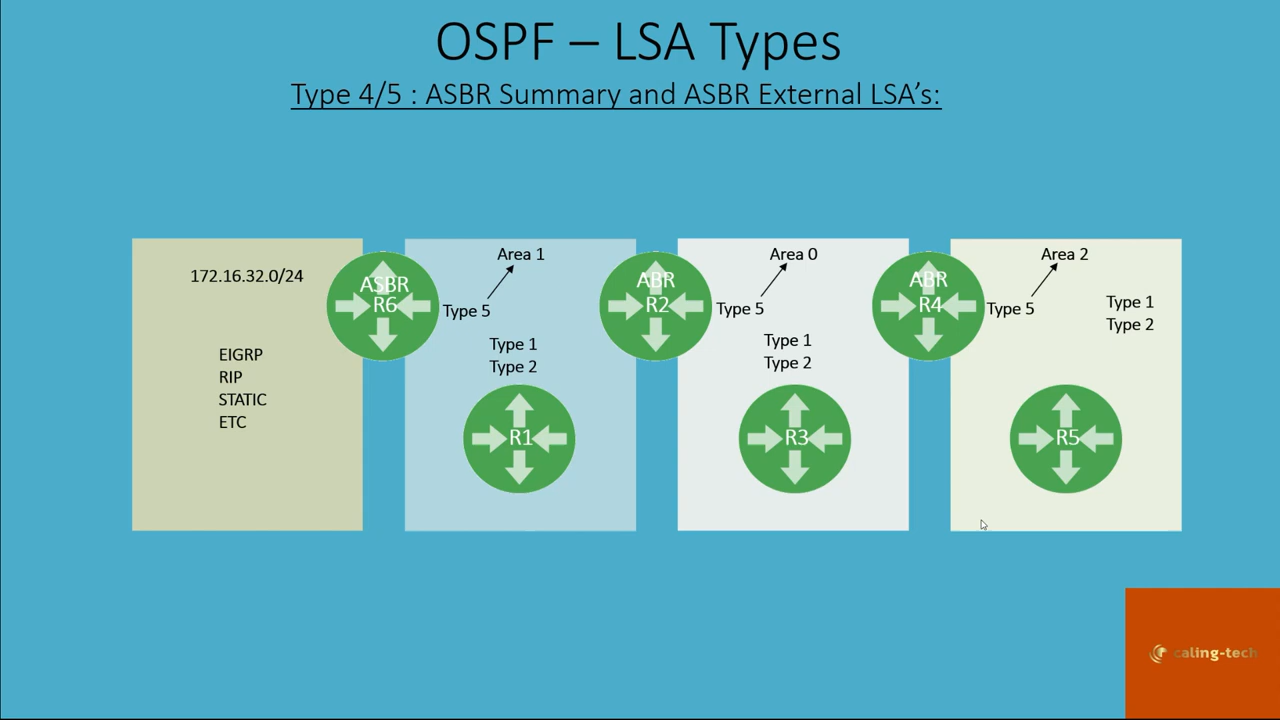 OSPF – LSA Types
Type 4/5 : ASBR Summary and ASBR External LSA's:
172.16.32.0/24
EIGRP
RIP
STATIC
ETC
ASBR
R6
Area 1
Type 5
Type 1
Type 2
R1
ABR
R2
Area 0
Type 5
Type 1
Type 2
R3
ABR
R4
Area 2
Type 5
Type 1
Type 2
R5
caling-tech